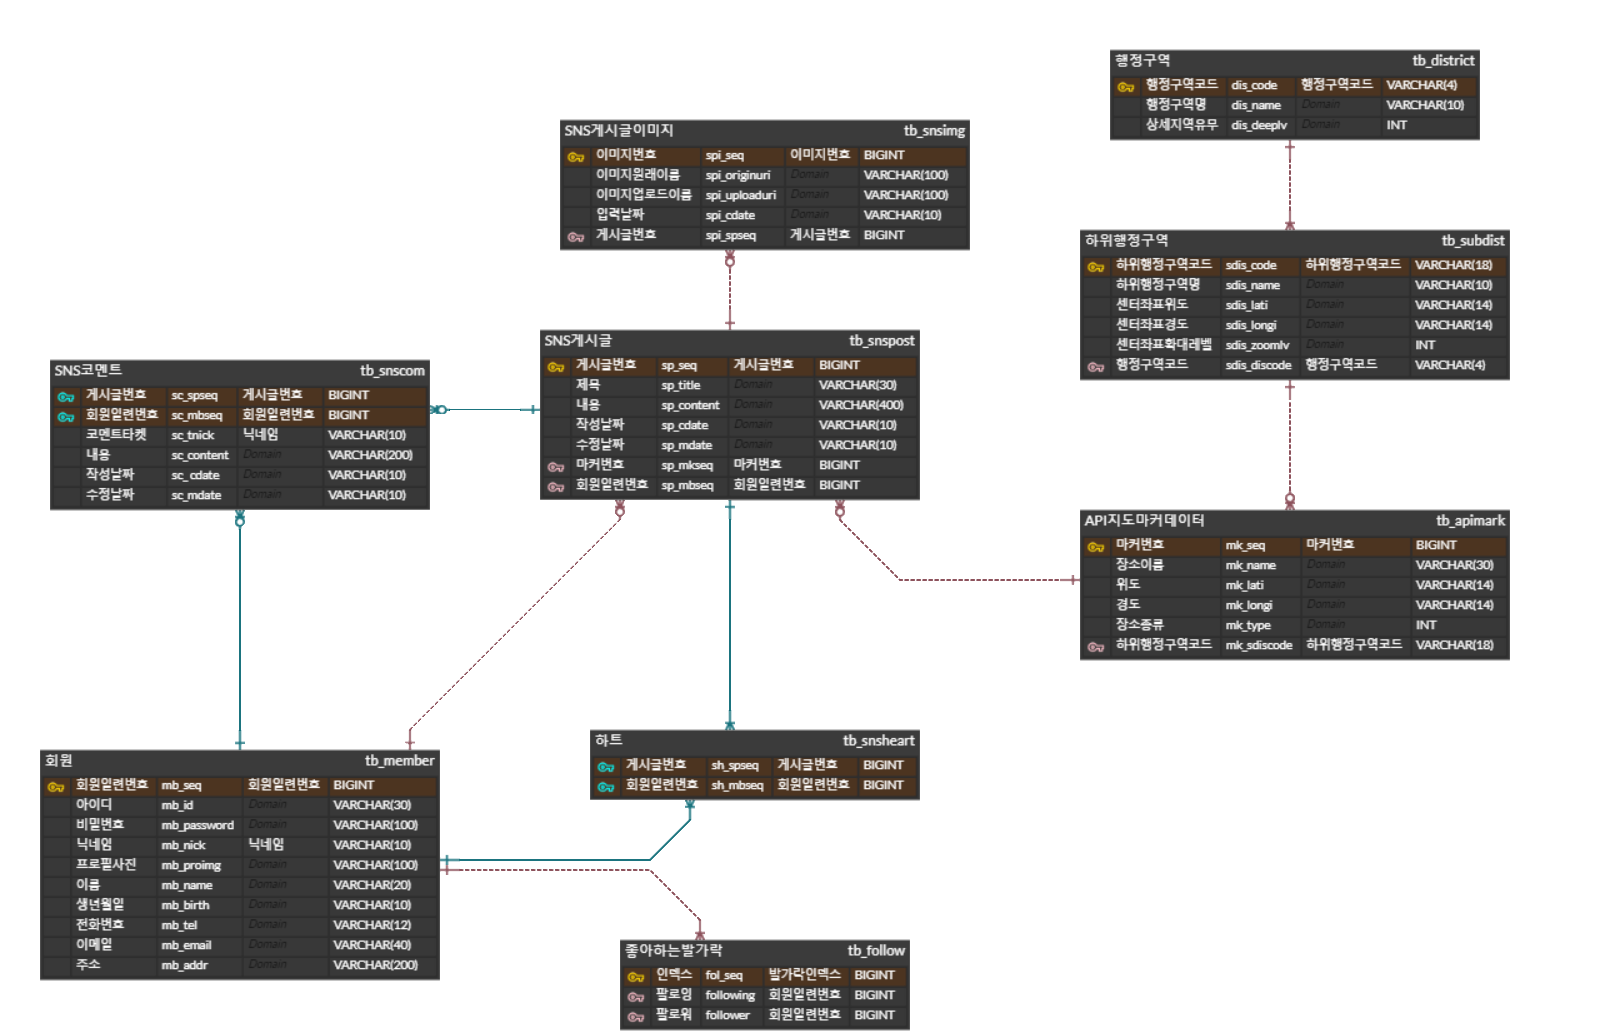 행정구역 tb_district
행정구역코드 dis_code 행정구역코드 VARCHAR(4)
행정구역명 dis_name Domain VARCHAR(10)
상세지역유무 dis_deeplv Domain INT
SNS게시글이미지 tb_snsimg
이미지번호 spi_seq 이미지번호 BIGINT
이미지원래이름 spi_originuri Domain VARCHAR(100)
이미지업로드이름 spi_uploaduri Domain VARCHAR(100)
입력날짜 spi_cdate Domain VARCHAR(10)
게시글번호 spi_spseq 게시글번호 BIGINT
하위행정구역 tb_subdist
하위행정구역코드 sdis_code 하위행정구역코드 VARCHAR(18)
하위행정구역명 sdis_name Domain VARCHAR(10)
센터좌표위도 sdis_lati Domain VARCHAR(14)
센터좌표경도 sdis_longi Domain VARCHAR(14)
센터좌표확대레벨 sdis_zoomlv Domain INT
행정구역코드 sdis_discode 행정구역코드 VARCHAR(4)
SNS게시글 tb_snspost
게시글번호 sp_seq 게시글번호 BIGINT
제목 sp_title Domain VARCHAR(30)
내용 sp_content Domain VARCHAR(400)
작성날짜 sp_cdate Domain VARCHAR(10)
수정날짜 sp_mdate Domain VARCHAR(10)
마커번호 sp_mkseq 마커번호 BIGINT
회원일련번호 sp_mbseq 회원일련번호 BIGINT
SNS코멘트 tb_snscom
게시글번호 sc_spseq 게시글번호 BIGINT
회원일련번호 sc_mbseq 회원일련번호 BIGINT
코멘트타켓 sc_tnick 닉네임 VARCHAR(10)
내용 sc_content Domain VARCHAR(200)
작성날짜 sc_cdate Domain VARCHAR(10)
수정날짜 sc_mdate Domain VARCHAR(10)
API지도마커데이터 tb_apimark
마커번호 mk_seq 마커번호 BIGINT
장소이름 mk_name Domain VARCHAR(30)
위도 mk_lati Domain VARCHAR(14)
경도 mk_longi Domain VARCHAR(14)
장소종류 mk_type Domain INT
하위행정구역코드 mk_sdiscode 하위행정구역코드 VARCHAR(18)
하트 tb_snsheart
게시글번호 sh_spseq 게시글번호 BIGINT
회원일련번호 sh_mbseq 회원일련번호 BIGINT
회원 tb_member
회원일련번호 mb_seq 회원일련번호 BIGINT
아이디 mb_id Domain VARCHAR(30)
비밀번호 mb_password Domain VARCHAR(100)
닉네임 mb_nick 닉네임 VARCHAR(10)
프로필사진 mb_proimg Domain VARCHAR(100)
이름 mb_name Domain VARCHAR(20)
생년월일 mb_birth Domain VARCHAR(10)
전화번호 mb_tel Domain VARCHAR(12)
이메일 mb_email Domain VARCHAR(40)
주소 mb_addr Domain VARCHAR(200)
좋아하는발가락 tb_follow
인덱스 fol_seq 발가락인덱스 BIGINT
팔로잉 following 회원일련번호 BIGINT
팔로워 follower 회원일련번호 BIGINT